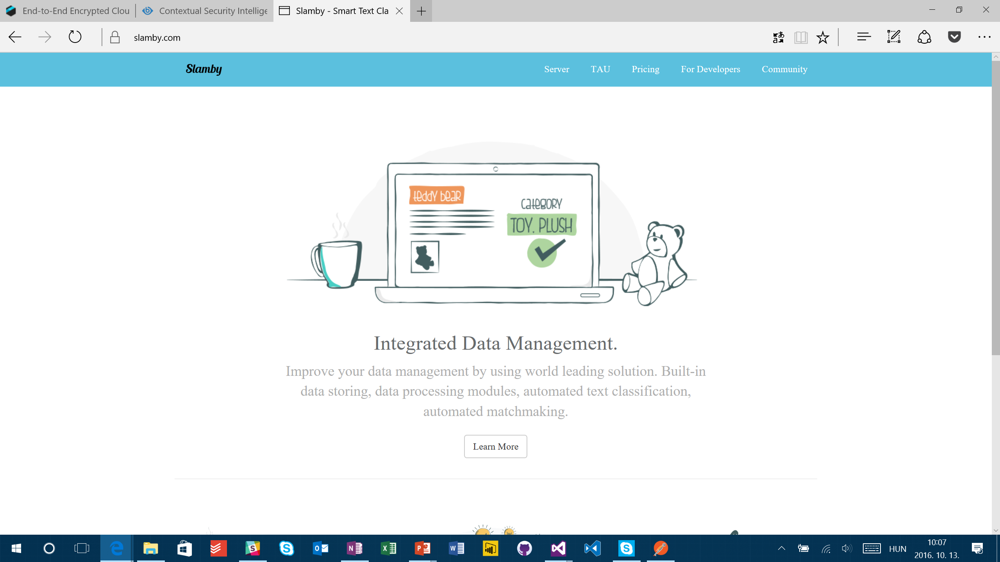 End-to-End Encrypted Clou
Contextual Security Intellige
Slamby - Smart Text Cla
slamby.com
Slamby
Server
TAU
Pricing
For Developers
Community
teddy bear
category
TOY, PLUSH
Integrated Data Management.
Improve your data management by using world leading solution. Built-in
data storing, data processing modules, automated text classification,
automated matchmaking.
Learn More
HUN
10:07
2016. 10. 13.